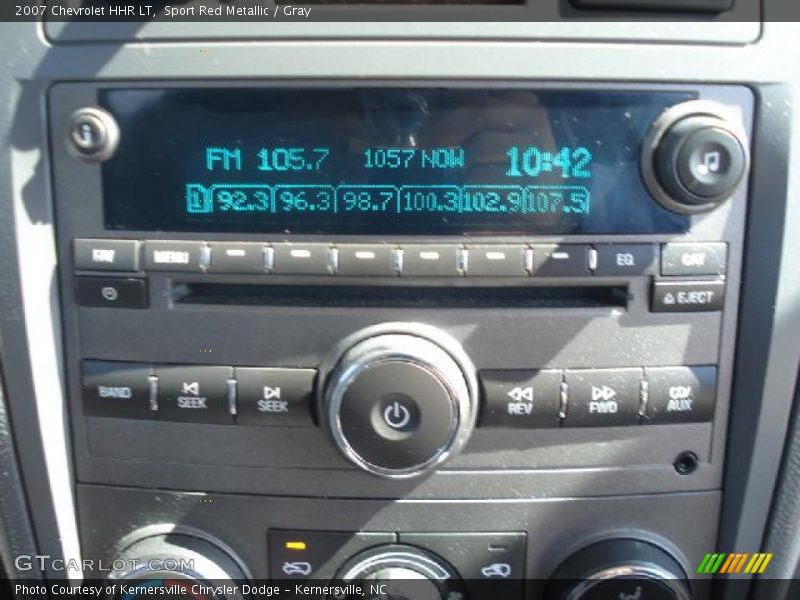 2007 Chevrolet HHR LT,  Sport Red Metallic / Gray
FM 105.7 1057 NOW 10:42
1 92.3 96.3 98.7 100.3 102.9 107.5
FAV MENU EQ CAT
EJECT
BAND SEEK SEEK REV FWD CD/AUX
GTCARLOT.COM
Photo Courtesy of Kernersville Chrysler Dodge - Kernersville, NC